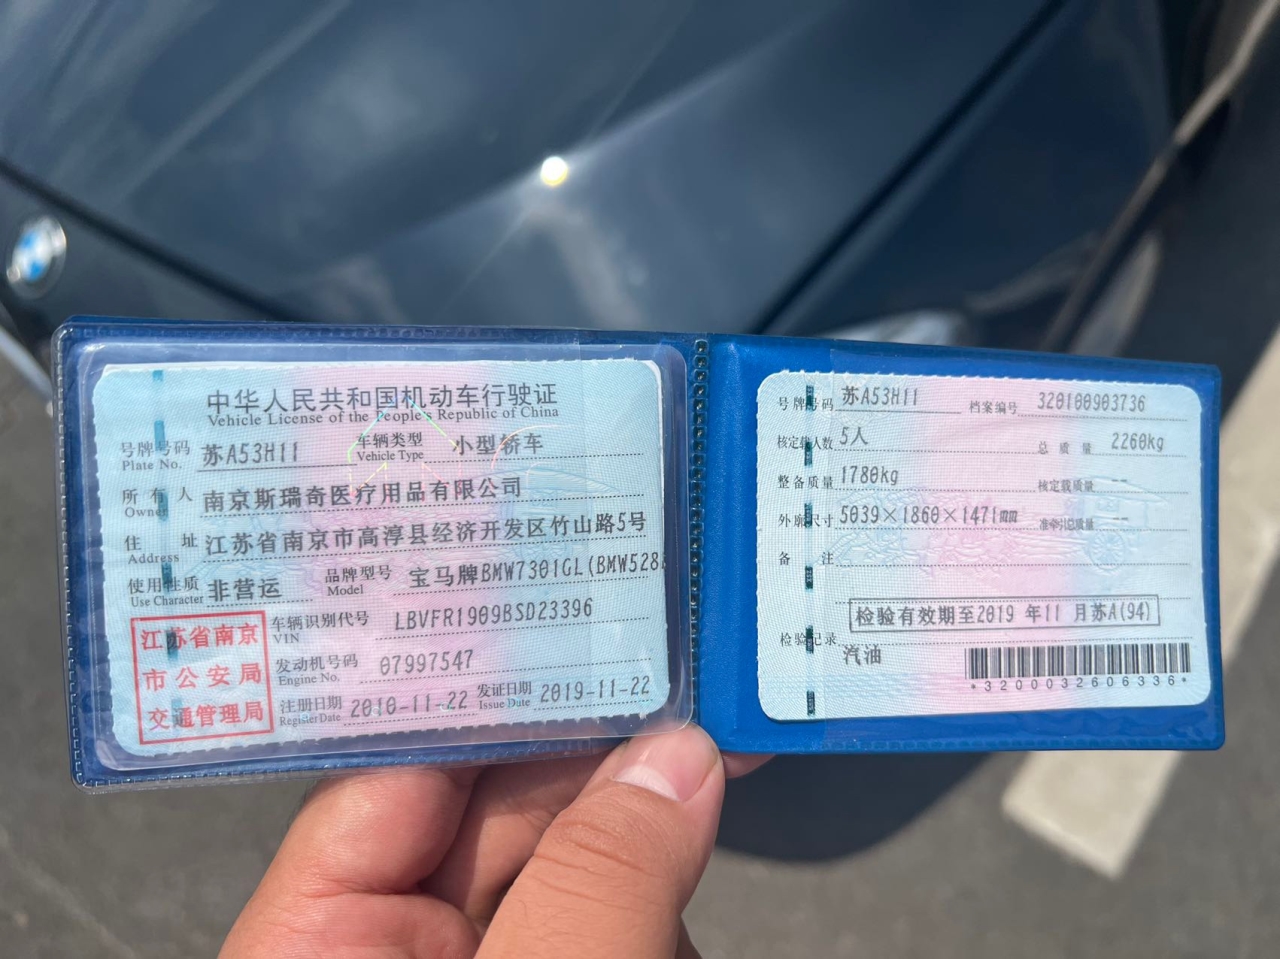 中华人民共和国机动车行驶证
Vehicle License of the People's Republic of China
号牌号码 苏A53H11 车辆类型 小型轿车
Plate No. Vehicle Type
所有人 南京斯瑞奇医疗用品有限公司
Owner
住址 江苏省南京市高淳县经济开发区竹山路5号
Address
使用性质 非营运 品牌型号 宝马牌BMW7301GL(BMW528
Use Character Model
江苏省南京
市公安局
交通管理局
车辆识别代号 LBVFR1909BSD23396
VIN
发动机号码 07997547
Engine No.
注册日期 2010-11-22 发证日期 2019-11-22
Register Date Issue Date
号牌号码 苏A53H11 档案编号 320100903736
核定载人数 5人 总质量 2260kg
整备质量 1780kg 核定载质量 --
外廓尺寸 5039×1860×1471mm 准牵引总质量 --
备注
检验有效期至2019 年11 月苏A(94)
检验记录
汽油
*3200032606336*